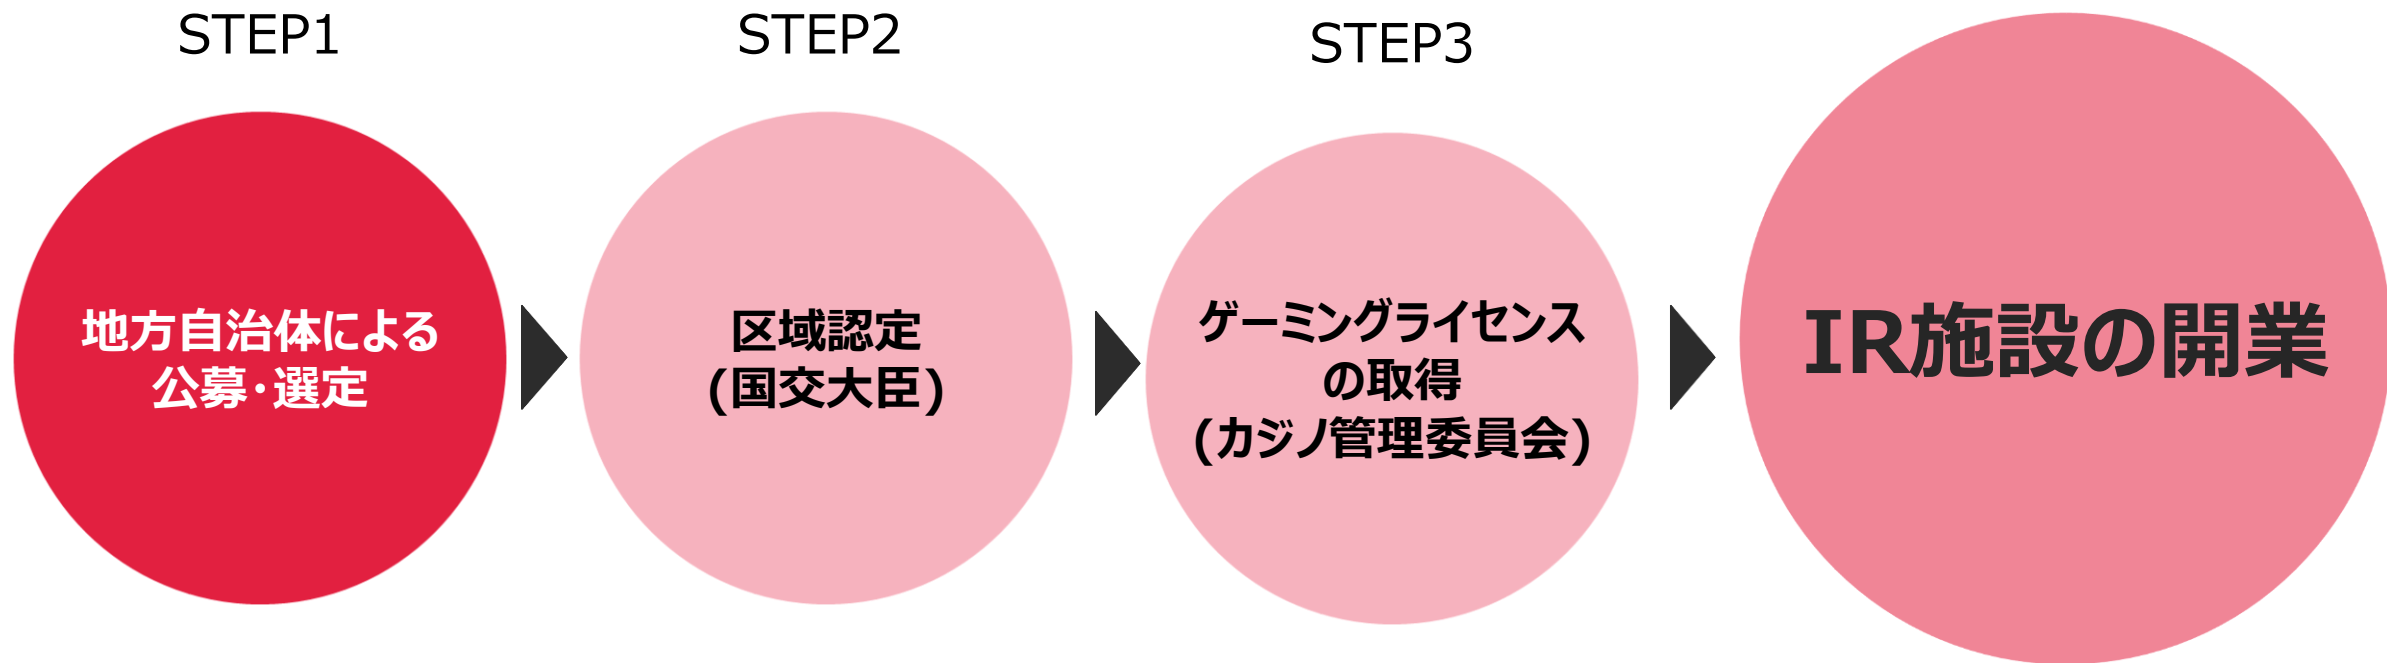 STEP1
地方自治体による
公募・選定
STEP2
区域認定
(国交大臣)
STEP3
ゲーミングライセンス
の取得
(カジノ管理委員会)
IR施設の開業